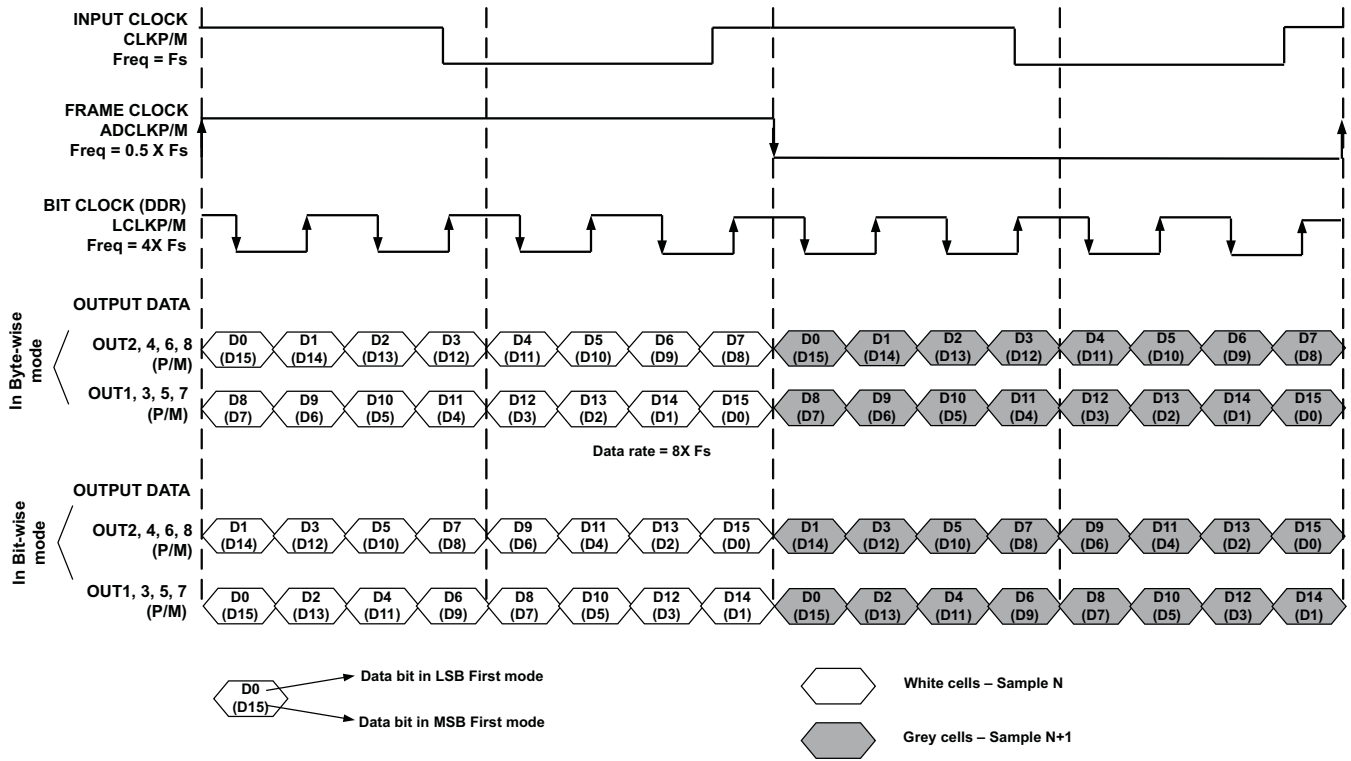 INPUT CLOCK
CLKP/M
Freq = Fs
FRAME CLOCK
ADCLKP/M
Freq = 0.5 X Fs
BIT CLOCK (DDR)
LCLKP/M
Freq = 4X Fs
OUTPUT DATA
In Byte-wise
mode
OUT2, 4, 6, 8
(P/M)
D0 D1 D2 D3 D4 D5 D6 D7 D0 D1 D2 D3 D4 D5 D6 D7
(D15) (D14) (D13) (D12) (D11) (D10) (D9) (D8) (D15) (D14) (D13) (D12) (D11) (D10) (D9) (D8)
OUT1, 3, 5, 7
(P/M)
D8 D9 D10 D11 D12 D13 D14 D15 D8 D9 D10 D11 D12 D13 D14 D15
(D7) (D6) (D5) (D4) (D3) (D2) (D1) (D0) (D7) (D6) (D5) (D4) (D3) (D2) (D1) (D0)
Data rate = 8X Fs
OUTPUT DATA
In Bit-wise
mode
OUT2, 4, 6, 8
(P/M)
D1 D3 D5 D7 D9 D11 D13 D15 D1 D3 D5 D7 D9 D11 D13 D15
(D14) (D12) (D10) (D8) (D6) (D4) (D2) (D0) (D14) (D12) (D10) (D8) (D6) (D4) (D2) (D0)
OUT1, 3, 5, 7
(P/M)
D0 D2 D4 D6 D8 D10 D12 D14 D0 D2 D4 D6 D8 D10 D12 D14
(D15) (D13) (D11) (D9) (D7) (D5) (D3) (D1) (D15) (D13) (D11) (D9) (D7) (D5) (D3) (D1)
D0
(D15)
Data bit in LSB First mode
Data bit in MSB First mode
White cells – Sample N
Grey cells – Sample N+1